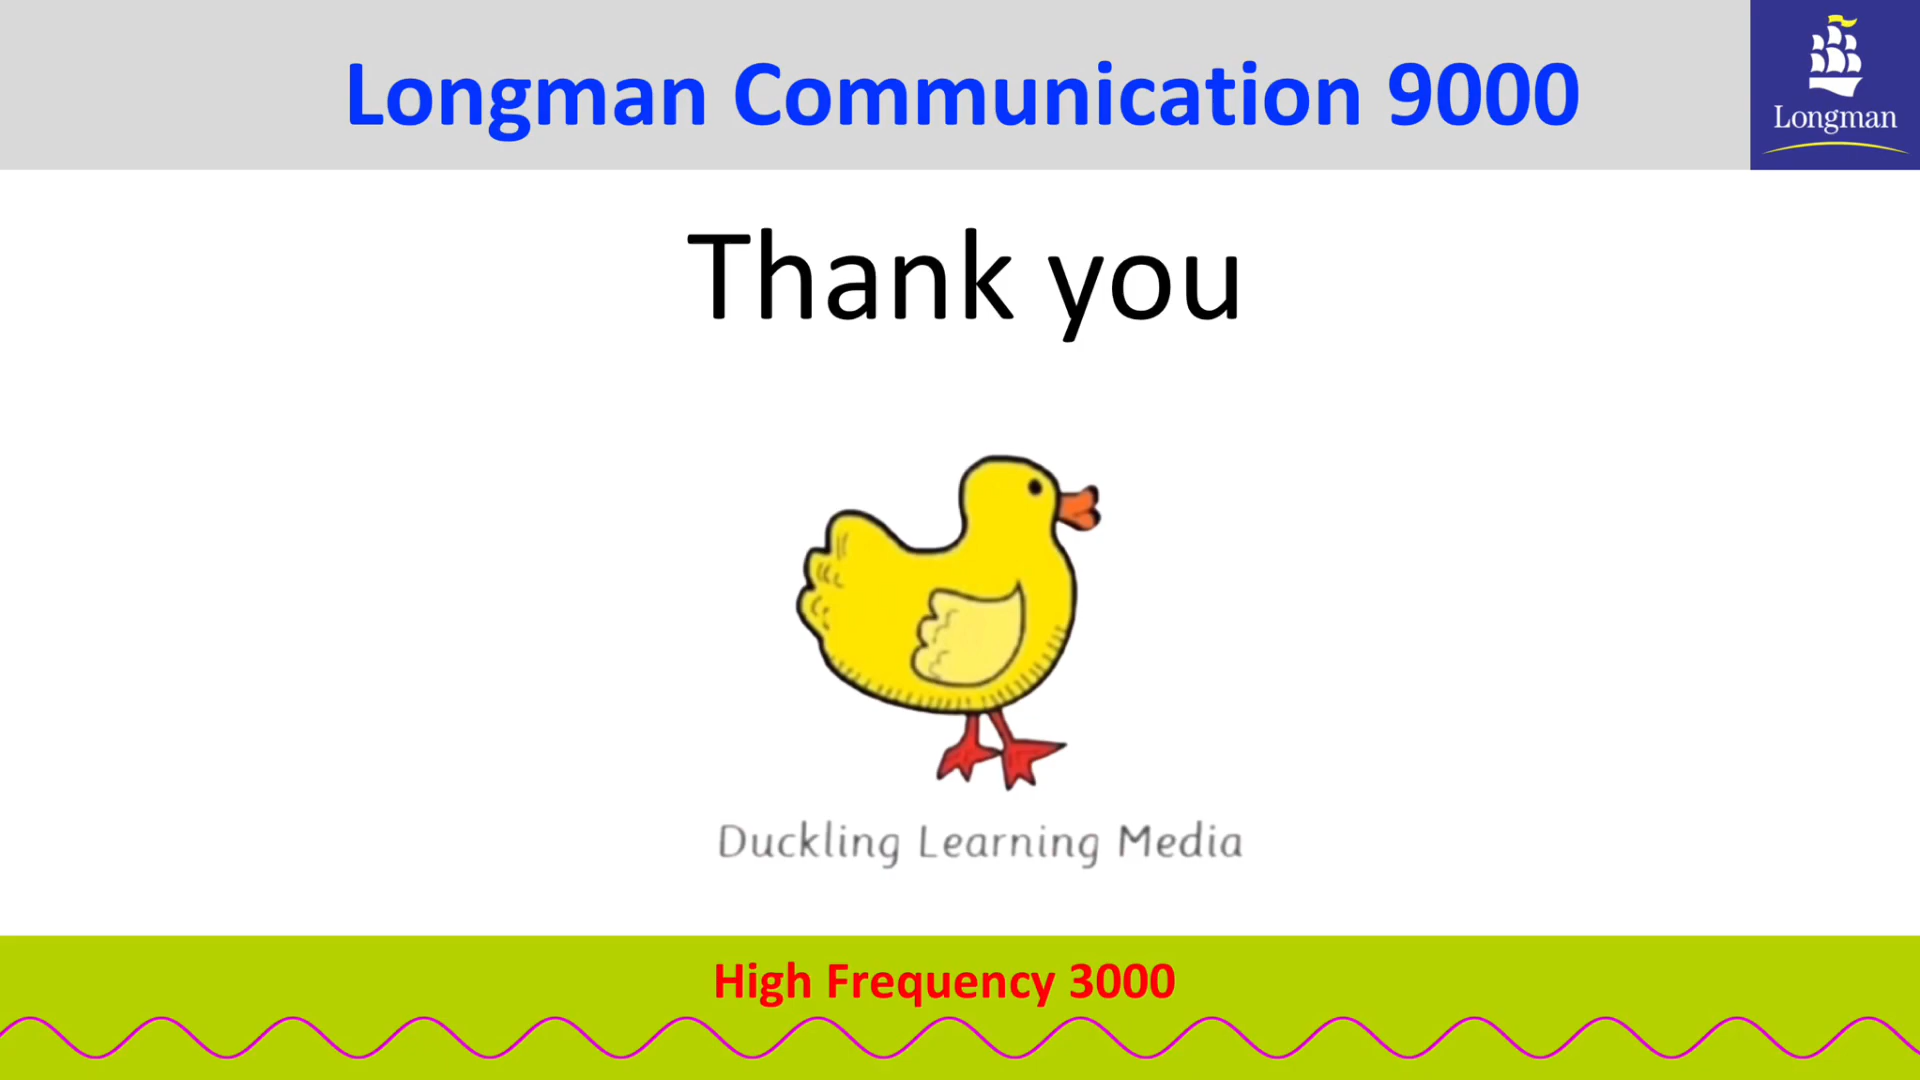 Longman Communication 9000
Longman
Thank you
Duckling Learning Media
High Frequency 3000